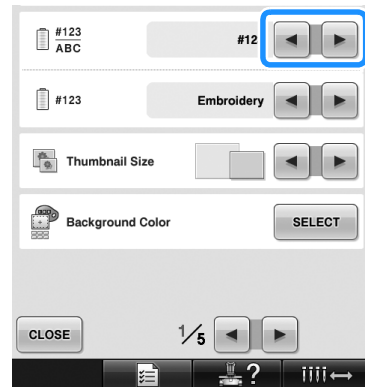 #123
ABC
#12
#123
Embroidery
Thumbnail Size
Background Color
SELECT
CLOSE
1/5
?